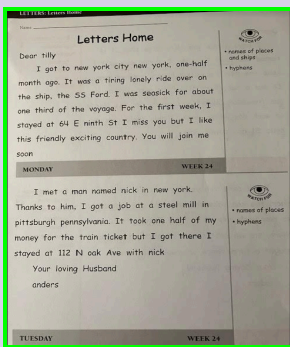 LETTERS: Letters Home
Name
Letters Home
WATCH FOR
• names of places
and ships
• hyphens
Dear tilly
I got to new york city new york, one-half
month ago. It was a tiring lonely ride over on
the ship, the SS Ford. I was seasick for about
one third of the voyage. For the first week, I
stayed at 64 E ninth St I miss you but I like
this friendly exciting country. You will join me
soon
MONDAY
WEEK 24
I met a man named nick in new york.
Thanks to him, I got a job at a steel mill in
pittsburgh pennsylvania. It took one half of my
money for the train ticket but I got there I
stayed at 112 N oak Ave with nick
Your loving Husband
anders
WATCH FOR
• names of places
• hyphens
TUESDAY
WEEK 24